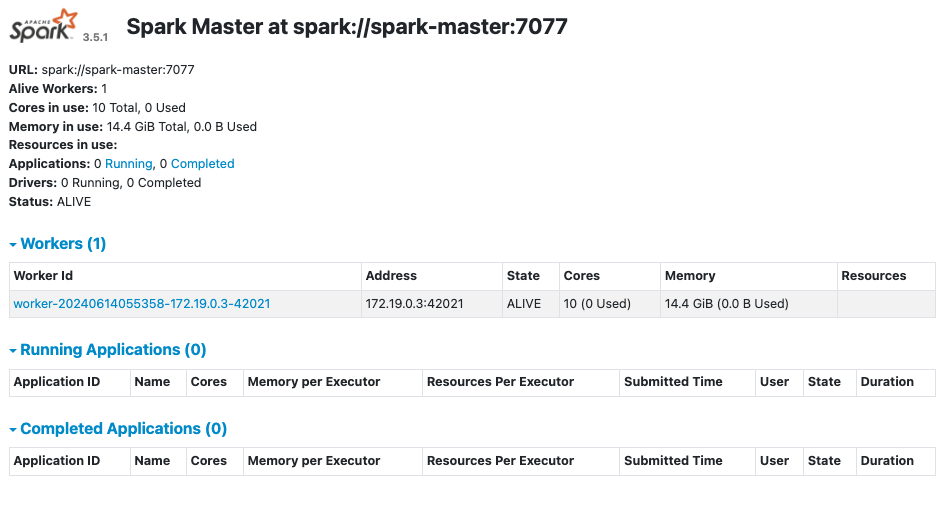 APACHE
Spark 3.5.1 Spark Master at spark://spark-master:7077
URL: spark://spark-master:7077
Alive Workers: 1
Cores in use: 10 Total, 0 Used
Memory in use: 14.4 GiB Total, 0.0 B Used
Resources in use:
Applications: 0 Running, 0 Completed
Drivers: 0 Running, 0 Completed
Status: ALIVE
Workers (1)
Worker Id Address State Cores Memory Resources
worker-20240614055358-172.19.0.3-42021 172.19.0.3:42021 ALIVE 10 (0 Used) 14.4 GiB (0.0 B Used)
Running Applications (0)
Application ID Name Cores Memory per Executor Resources Per Executor Submitted Time User State Duration
Completed Applications (0)
Application ID Name Cores Memory per Executor Resources Per Executor Submitted Time User State Duration